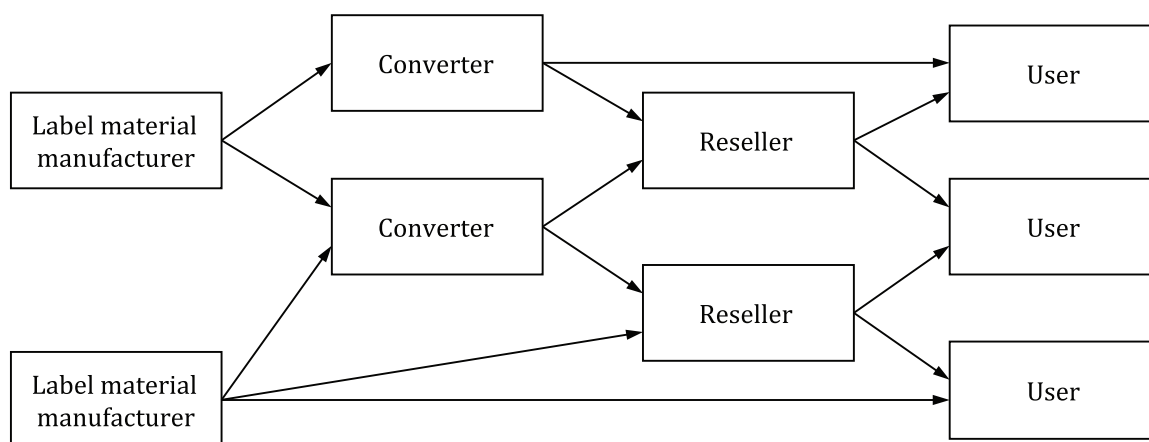 Converter
User
Label material
manufacturer
Reseller
Converter
User
Reseller
Label material
manufacturer
User